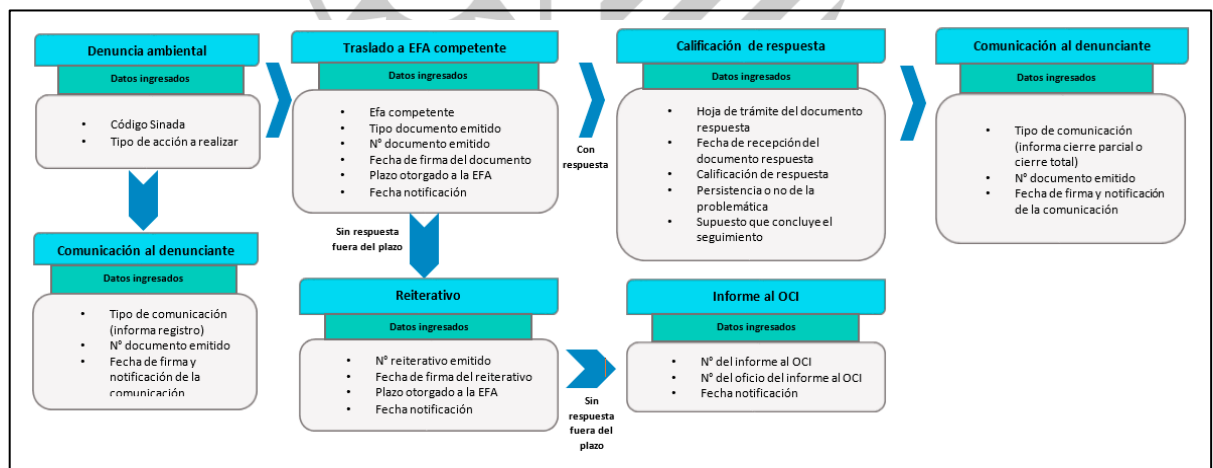 Denuncia ambiental
Datos ingresados
• Código Sinada
• Tipo de acción a realizar
Traslado a EFA competente
Datos ingresados
• Efa competente
• Tipo documento emitido
• N° documento emitido
• Fecha de firma del documento
• Plazo otorgado a la EFA
• Fecha notificación
Con
respuesta
Calificación de respuesta
Datos ingresados
• Hoja de trámite del documento
respuesta
• Fecha de recepción del
documento respuesta
• Calificación de respuesta
• Persistencia o no de la
problemática
• Supuesto que concluye el
seguimiento
Comunicación al denunciante
Datos ingresados
• Tipo de comunicación
(informa cierre parcial o
cierre total)
• N° documento emitido
• Fecha de firma y notificación
de la comunicación
Comunicación al denunciante
Datos ingresados
• Tipo de comunicación
(informa registro)
• N° documento emitido
• Fecha de firma y
notificación de la
comunicación
Sin respuesta
fuera del plazo
Reiterativo
Datos ingresados
• N° reiterativo emitido
• Fecha de firma del reiterativo
• Plazo otorgado a la EFA
• Fecha notificación
Sin
respuesta
fuera del
plazo
Informe al OCI
Datos ingresados
• N° del informe al OCI
• N° del oficio del informe al OCI
• Fecha notificación